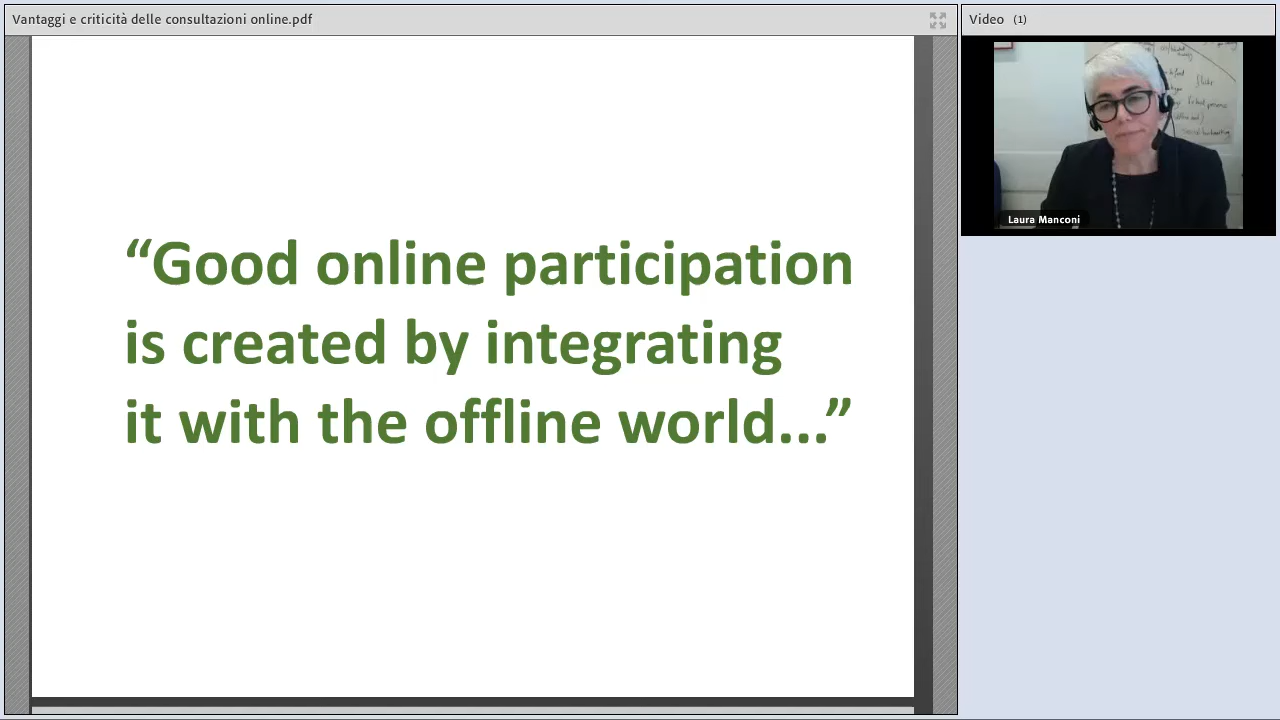 Vantaggi e criticità delle consultazioni online.pdf
Video (1)
Laura Manconi
“Good online participation
is created by integrating
it with the offline world...”